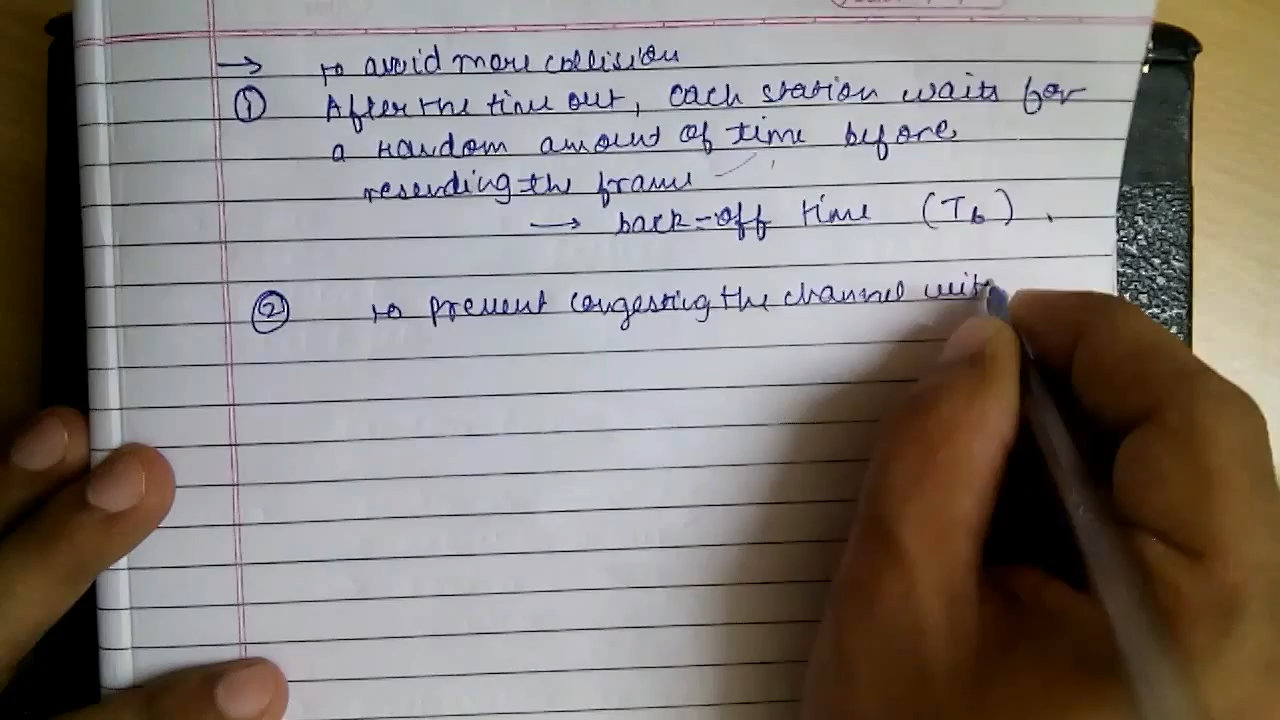 → to avoid more collision
① After the time out, each station waits for
a random amount of time before
resending the frame
→ back-off time (Tb).
② to prevent congesting the channel with